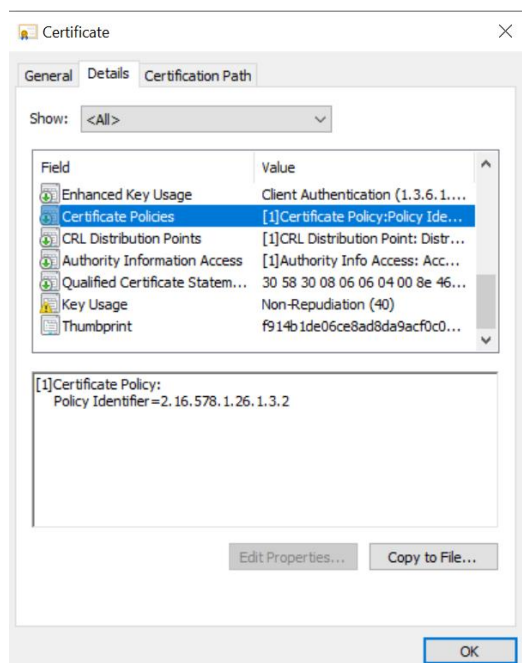 Certificate
General Details Certification Path
Show: <All>
Field Value
Enhanced Key Usage Client Authentication (1.3.6.1....
Certificate Policies [1]Certificate Policy:Policy Ide...
CRL Distribution Points [1]CRL Distribution Point: Distr...
Authority Information Access [1]Authority Info Access: Acc...
Qualified Certificate Statem... 30 58 30 08 06 06 04 00 8e 46...
Key Usage Non-Repudiation (40)
Thumbprint f914b1de06ce8ad8da9acf0c0...
[1]Certificate Policy:
Policy Identifier=2.16.578.1.26.1.3.2
Edit Properties... Copy to File...
OK